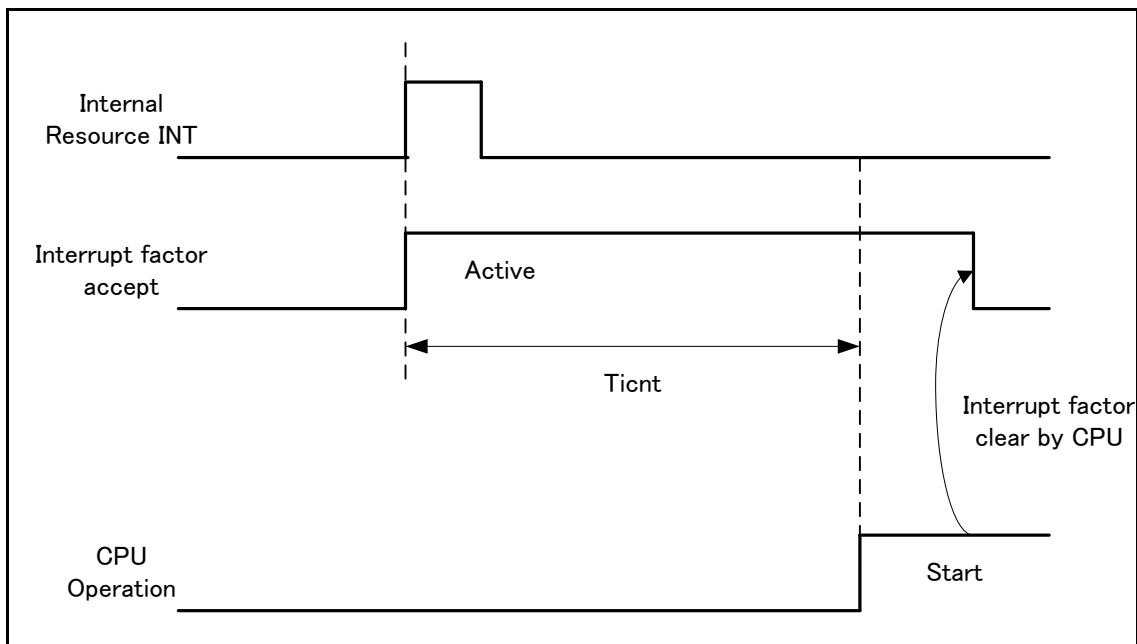 Internal
Resource INT
Interrupt factor
accept
Active
Ticnt
Interrupt factor
clear by CPU
CPU
Operation
Start